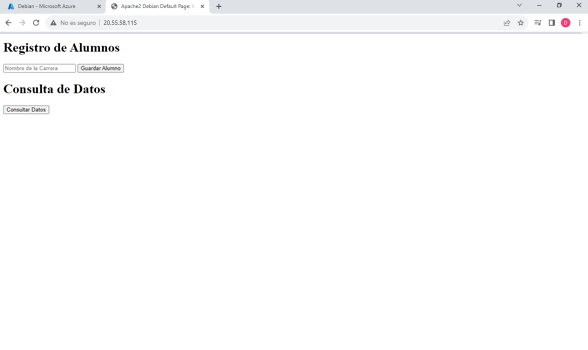 Debian - Microsoft Azure
Apache2 Debian Default Page:
No es seguro | 20.55.58.115
D
Registro de Alumnos
Nombre de la Carrera Guardar Alumno
Consulta de Datos
Consultar Datos